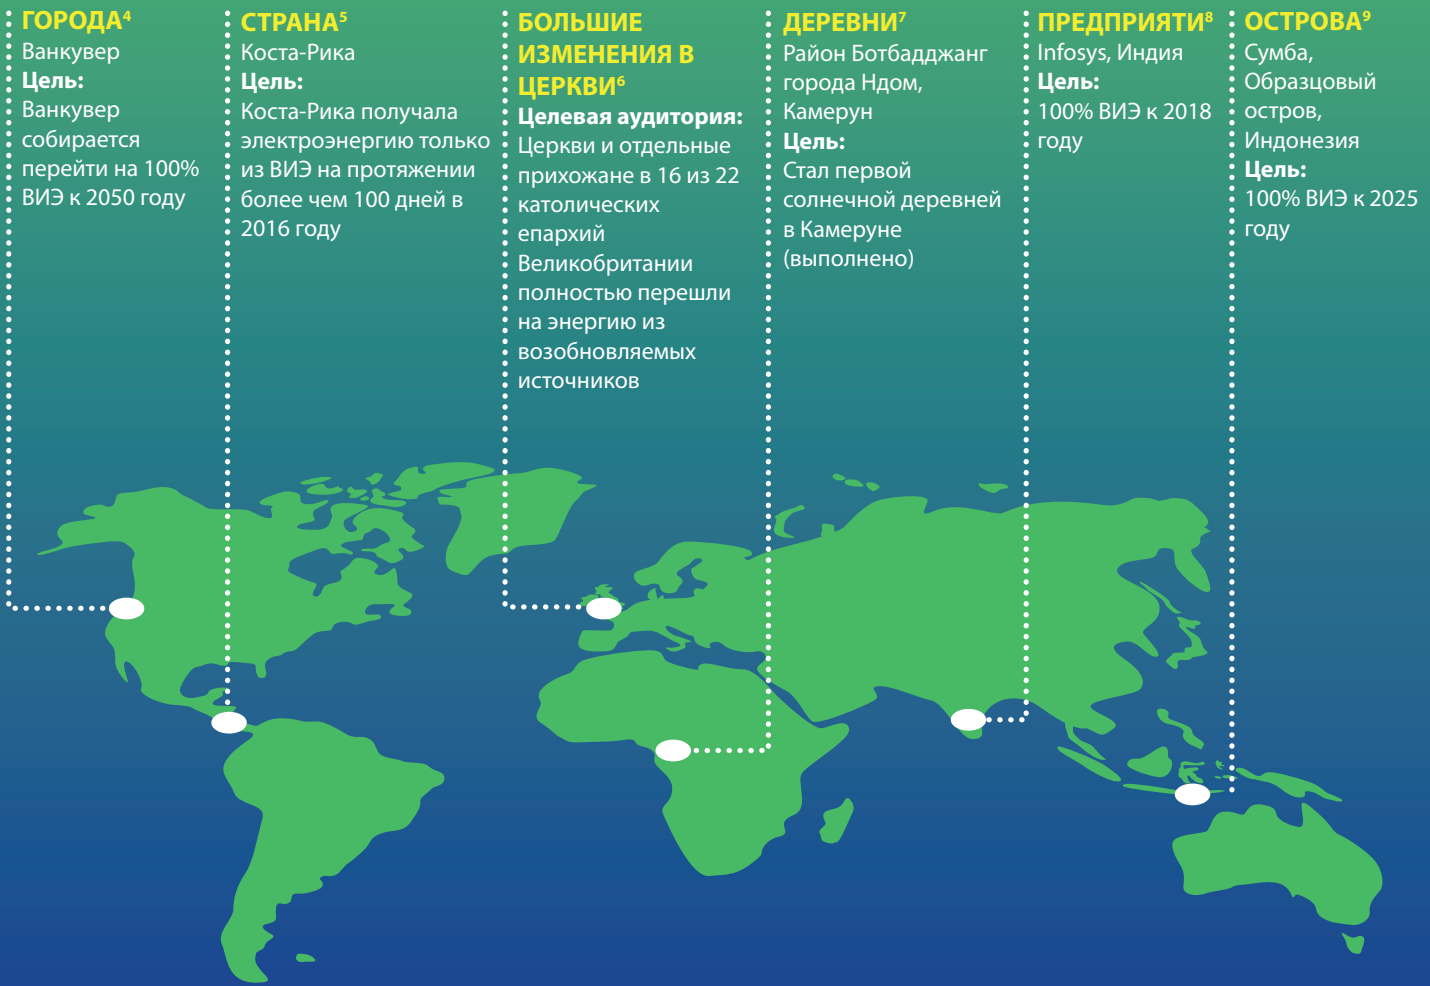 ГОРОДА⁴
Ванкувер
Цель:
Ванкувер
собирается
перейти на 100%
ВИЭ к 2050 году
СТРАНА⁵
Коста-Рика
Цель:
Коста-Рика получала
электроэнергию только
из ВИЭ на протяжении
более чем 100 дней в
2016 году
БОЛЬШИЕ
ИЗМЕНЕНИЯ В
ЦЕРКВИ⁶
Целевая аудитория:
Церкви и отдельные
прихожане в 16 из 22
католических
епархий
Великобритании
полностью перешли
на энергию из
возобновляемых
источников
ДЕРЕВНИ⁷
Район Ботбадджанг
города Ндом,
Камерун
Цель:
Стал первой
солнечной деревней
в Камеруне
(выполнено)
ПРЕДПРИЯТИ⁸
Infosys, Индия
Цель:
100% ВИЭ к 2018
году
ОСТРОВА⁹
Сумба,
Образцовый
остров,
Индонезия
Цель:
100% ВИЭ к 2025
году